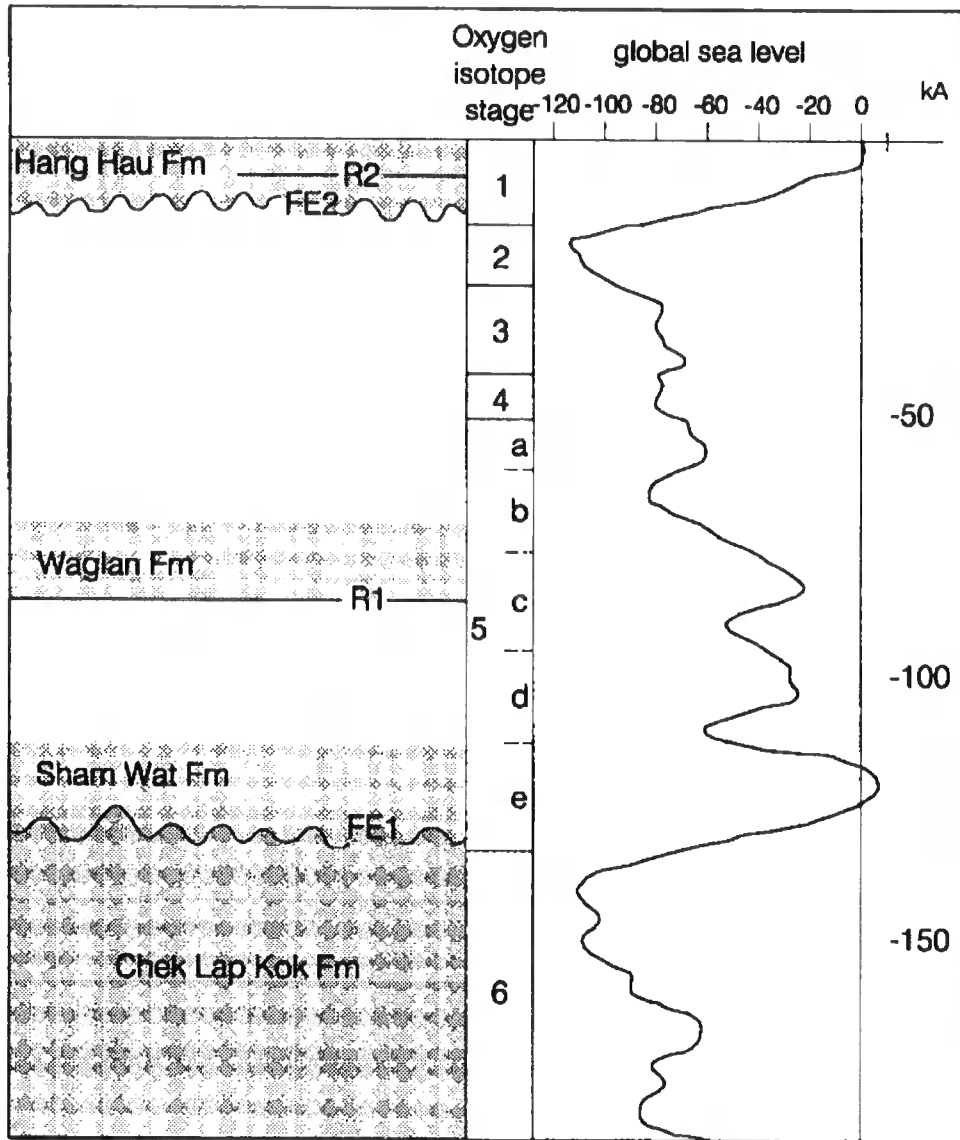 Oxygen
isotope
stage
global sea level
-120 -100 -80 -60 -40 -20 0 kA
Hang Hau Fm
R2
FE2
1
2
3
4
-50
a
b
Waglan Fm
R1
c
5
-100
d
Sham Wat Fm
e
FE1
-150
Chek Lap Kok Fm
6